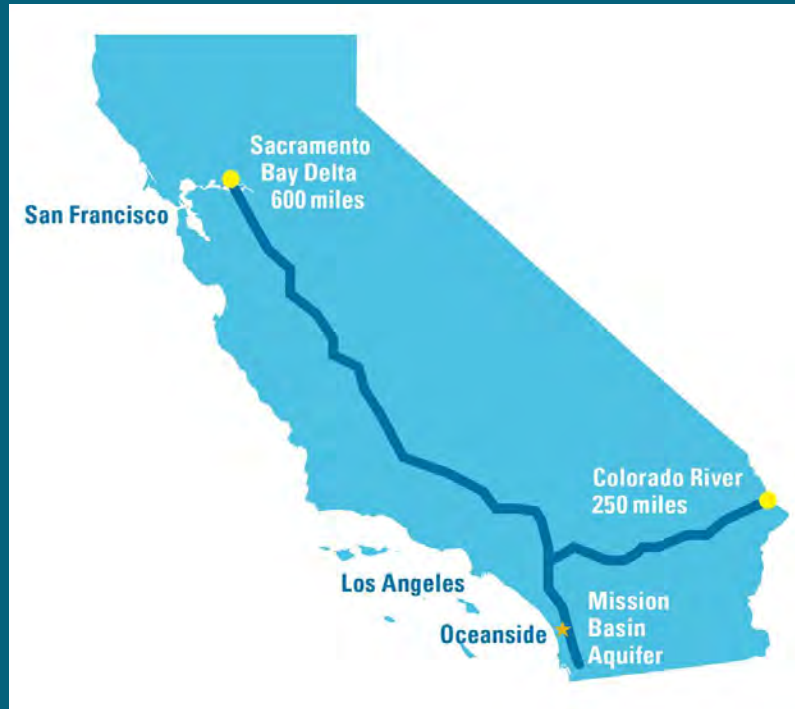 Sacramento
Bay Delta
600 miles
San Francisco
Colorado River
250 miles
Los Angeles
Mission
Basin
Aquifer
Oceanside